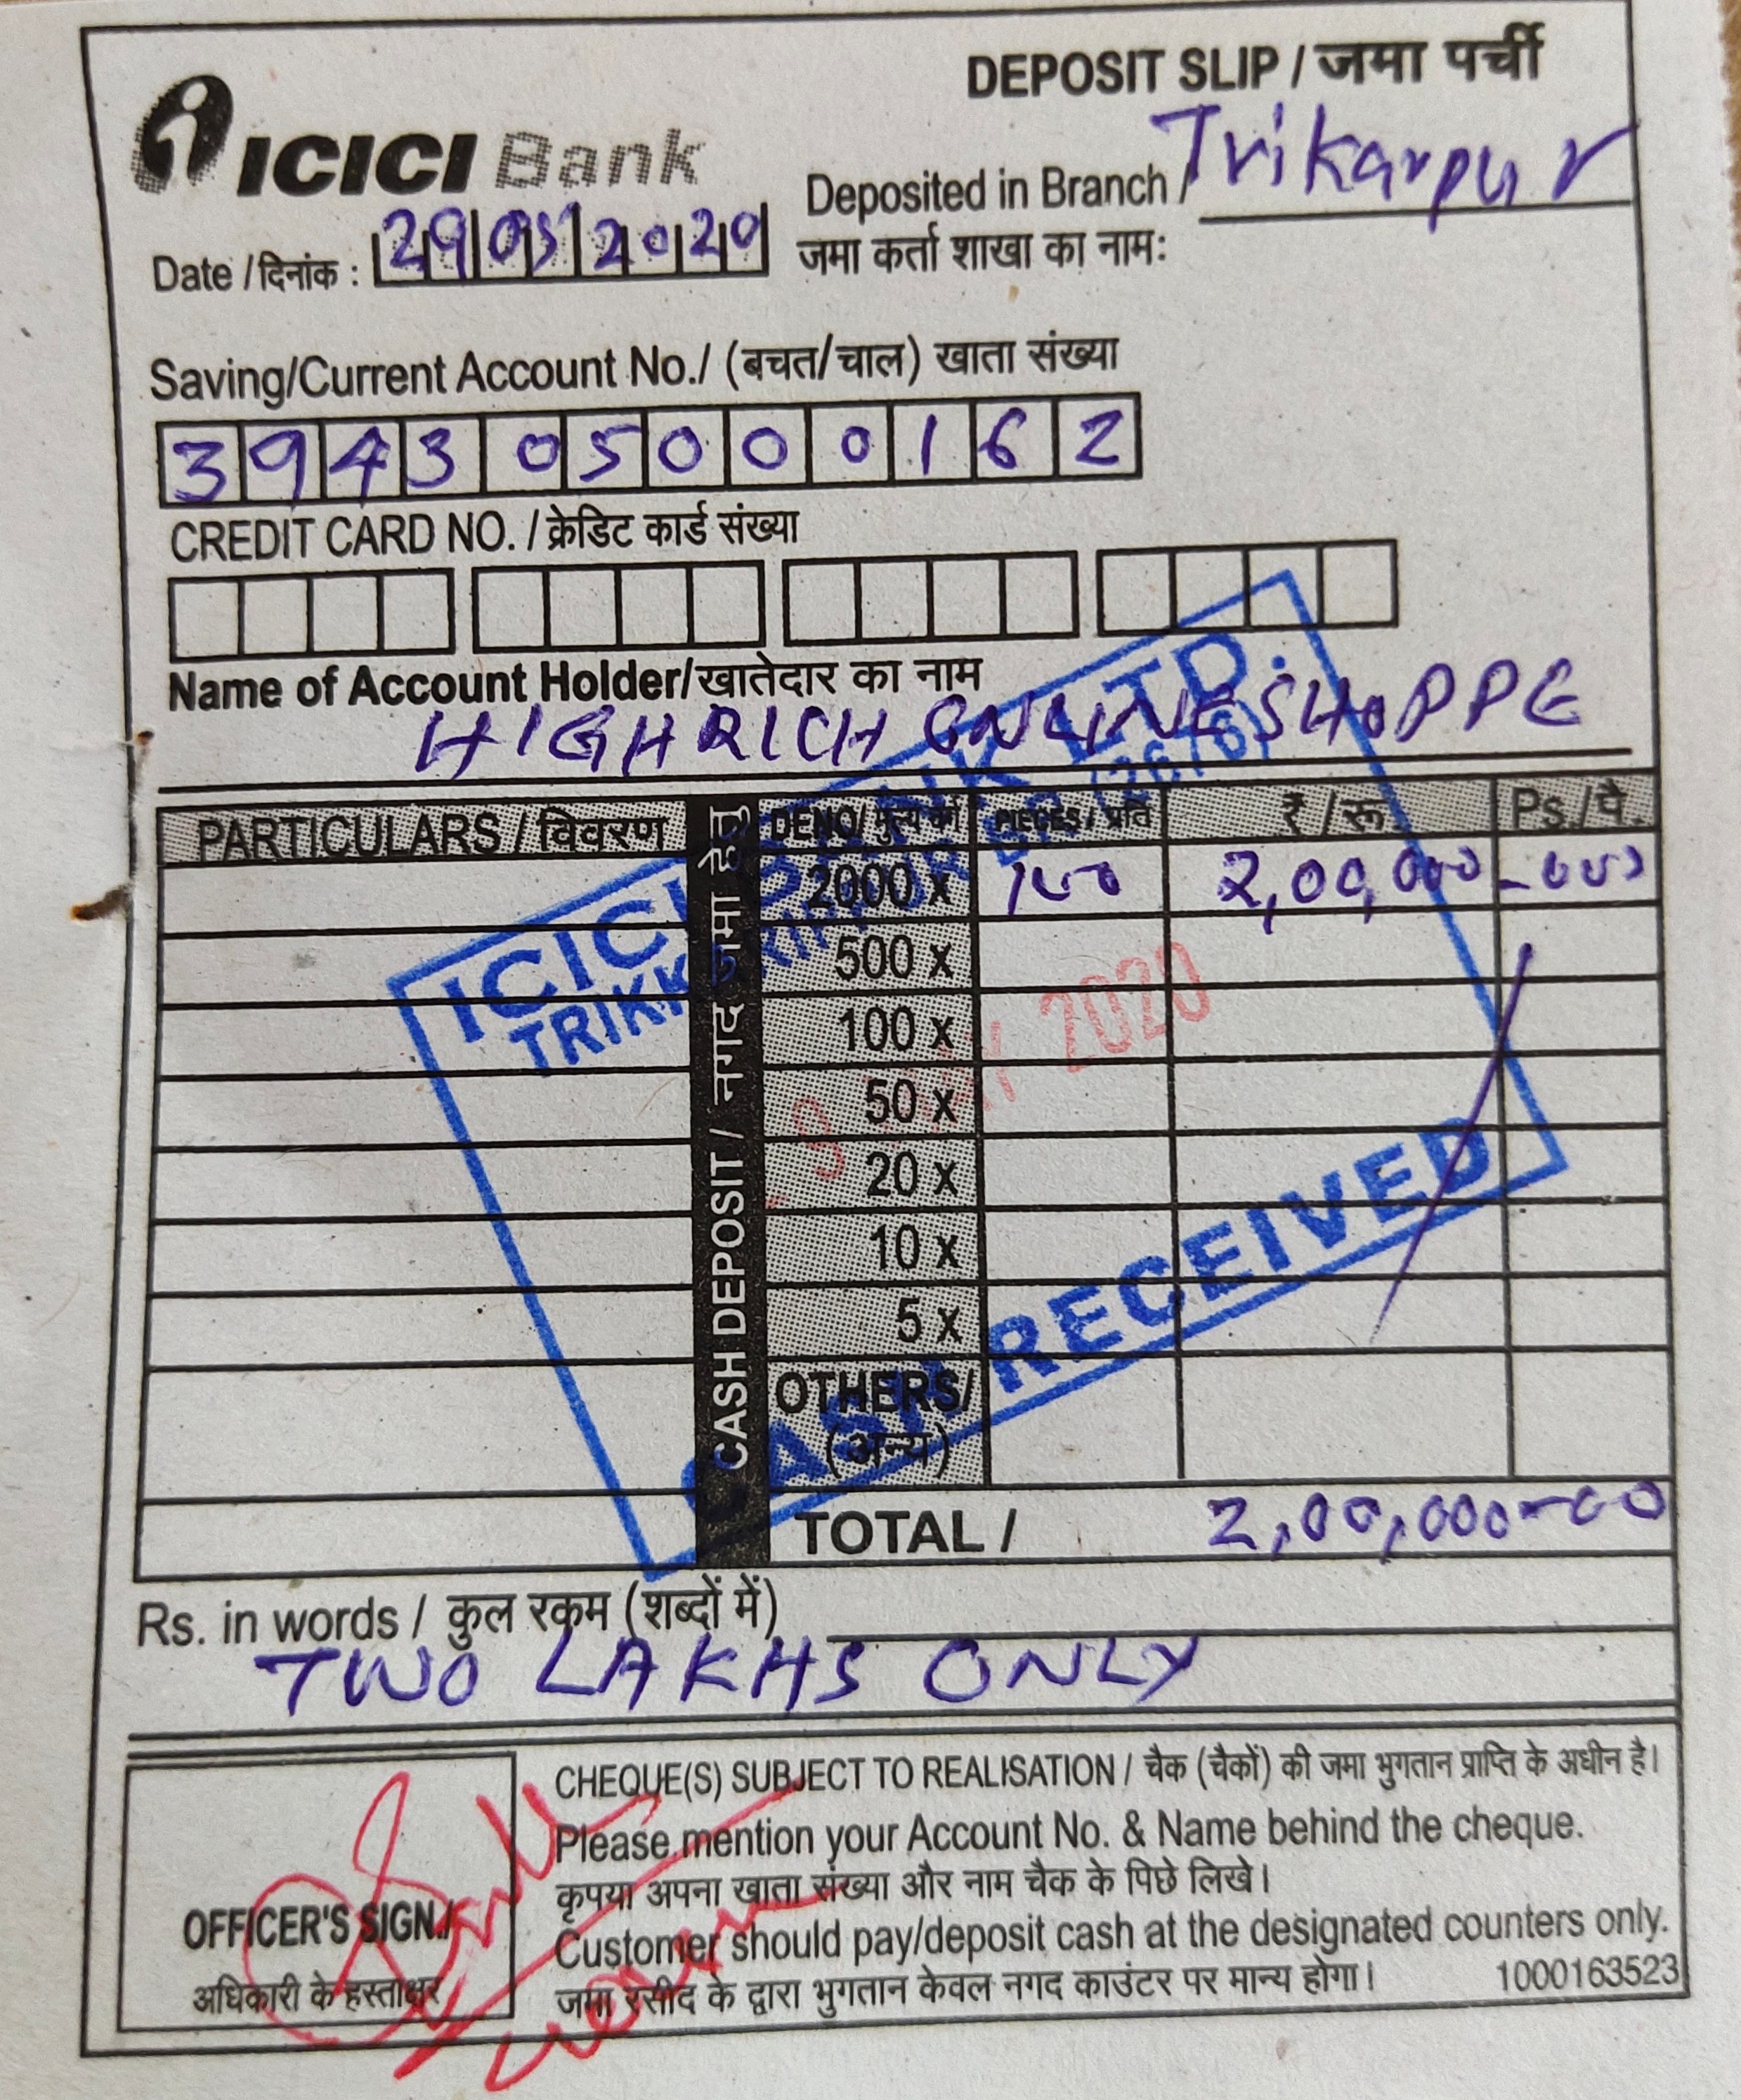 DEPOSIT SLIP / जमा पर्ची
ICICI Bank
Deposited in Branch / Trikarpur
जमा कर्ता शाखा का नाम:
Date / दिनांक : 29 05 2020
Saving/Current Account No./ (बचत/चाल) खाता संख्या
3943 05000162
CREDIT CARD NO. / क्रेडिट कार्ड संख्या
Name of Account Holder/खातेदार का नाम
HIGHRICH ONLINE SHOPPE
PARTICULARS / विवरण
CASH DEPOSIT / नगद जमा हेतु
DENO/ मुल्य की PIECES / प्रति ₹ / रू. Ps./पै.
2000 x 100 2,00,000 - 00
500 x
100 x
50 x
20 x
10 x
5 x
OTHERS/
(अन्य)
TOTAL / 2,00,000-00
ICICI BANK LTD.
MAY 2020
CASH RECEIVED
Rs. in words / कुल रकम (शब्दों में)
TWO LAKHS ONLY
CHEQUE(S) SUBJECT TO REALISATION / चैक (चैकों) की जमा भुगतान प्राप्ति के अधीन है।
Please mention your Account No. & Name behind the cheque.
कृपया अपना खाता संख्या और नाम चैक के पिछे लिखे।
Customer should pay/deposit cash at the designated counters only.
जमा रसीद के द्वारा भुगतान केवल नगद काउंटर पर मान्य होगा। 1000163523
OFFICER'S SIGN./
अधिकारी के हस्ताक्षर